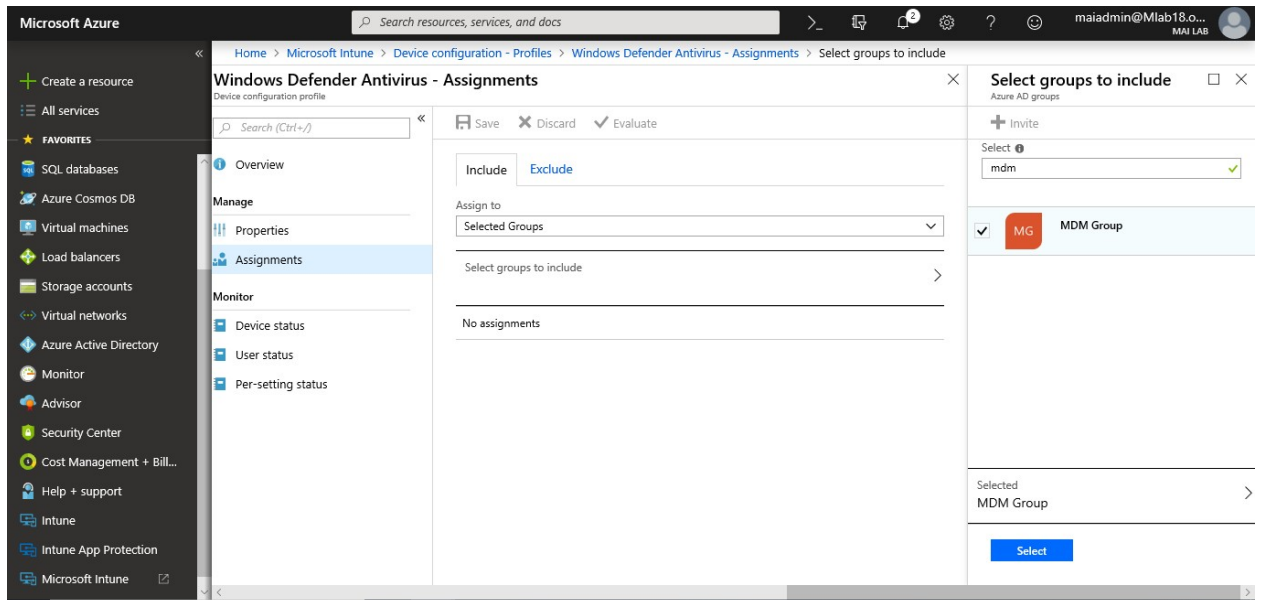 Microsoft Azure
Search resources, services, and docs
2
maiadmin@Mlab18.o...
MAI LAB
Home > Microsoft Intune > Device configuration - Profiles > Windows Defender Antivirus - Assignments > Select groups to include
Create a resource
All services
FAVORITES
SQL databases
Azure Cosmos DB
Virtual machines
Load balancers
Storage accounts
Virtual networks
Azure Active Directory
Monitor
Advisor
Security Center
Cost Management + Bill...
Help + support
Intune
Intune App Protection
Microsoft Intune
Windows Defender Antivirus - Assignments
Device configuration profile
Search (Ctrl+/)
Overview
Manage
Properties
Assignments
Monitor
Device status
User status
Per-setting status
Save Discard Evaluate
Include Exclude
Assign to
Selected Groups
Select groups to include
No assignments
Select groups to include
Azure AD groups
Invite
Select
mdm
MG MDM Group
Selected
MDM Group
Select